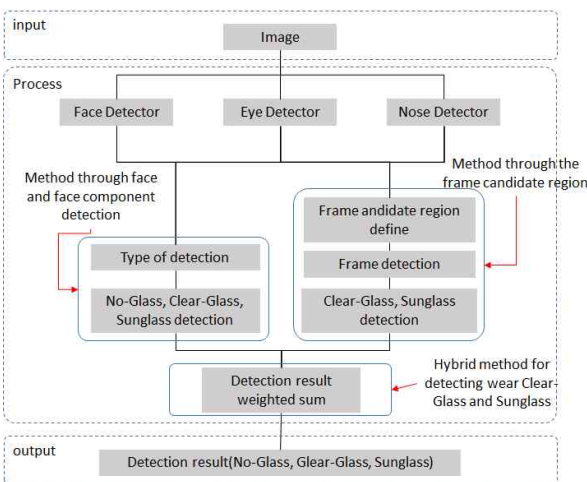 input
Image
Process
Face Detector
Eye Detector
Nose Detector
Method through face
and face component
detection
Method through the
frame candidate region
Frame andidate region
define
Type of detection
Frame detection
No-Glass, Clear-Glass,
Sunglass detection
Clear-Glass, Sunglass
detection
Detection result
weighted sum
Hybrid method for
detecting wear Clear-
Glass and Sunglass
output
Detection result(No-Glass, Glear-Glass, Sunglass)